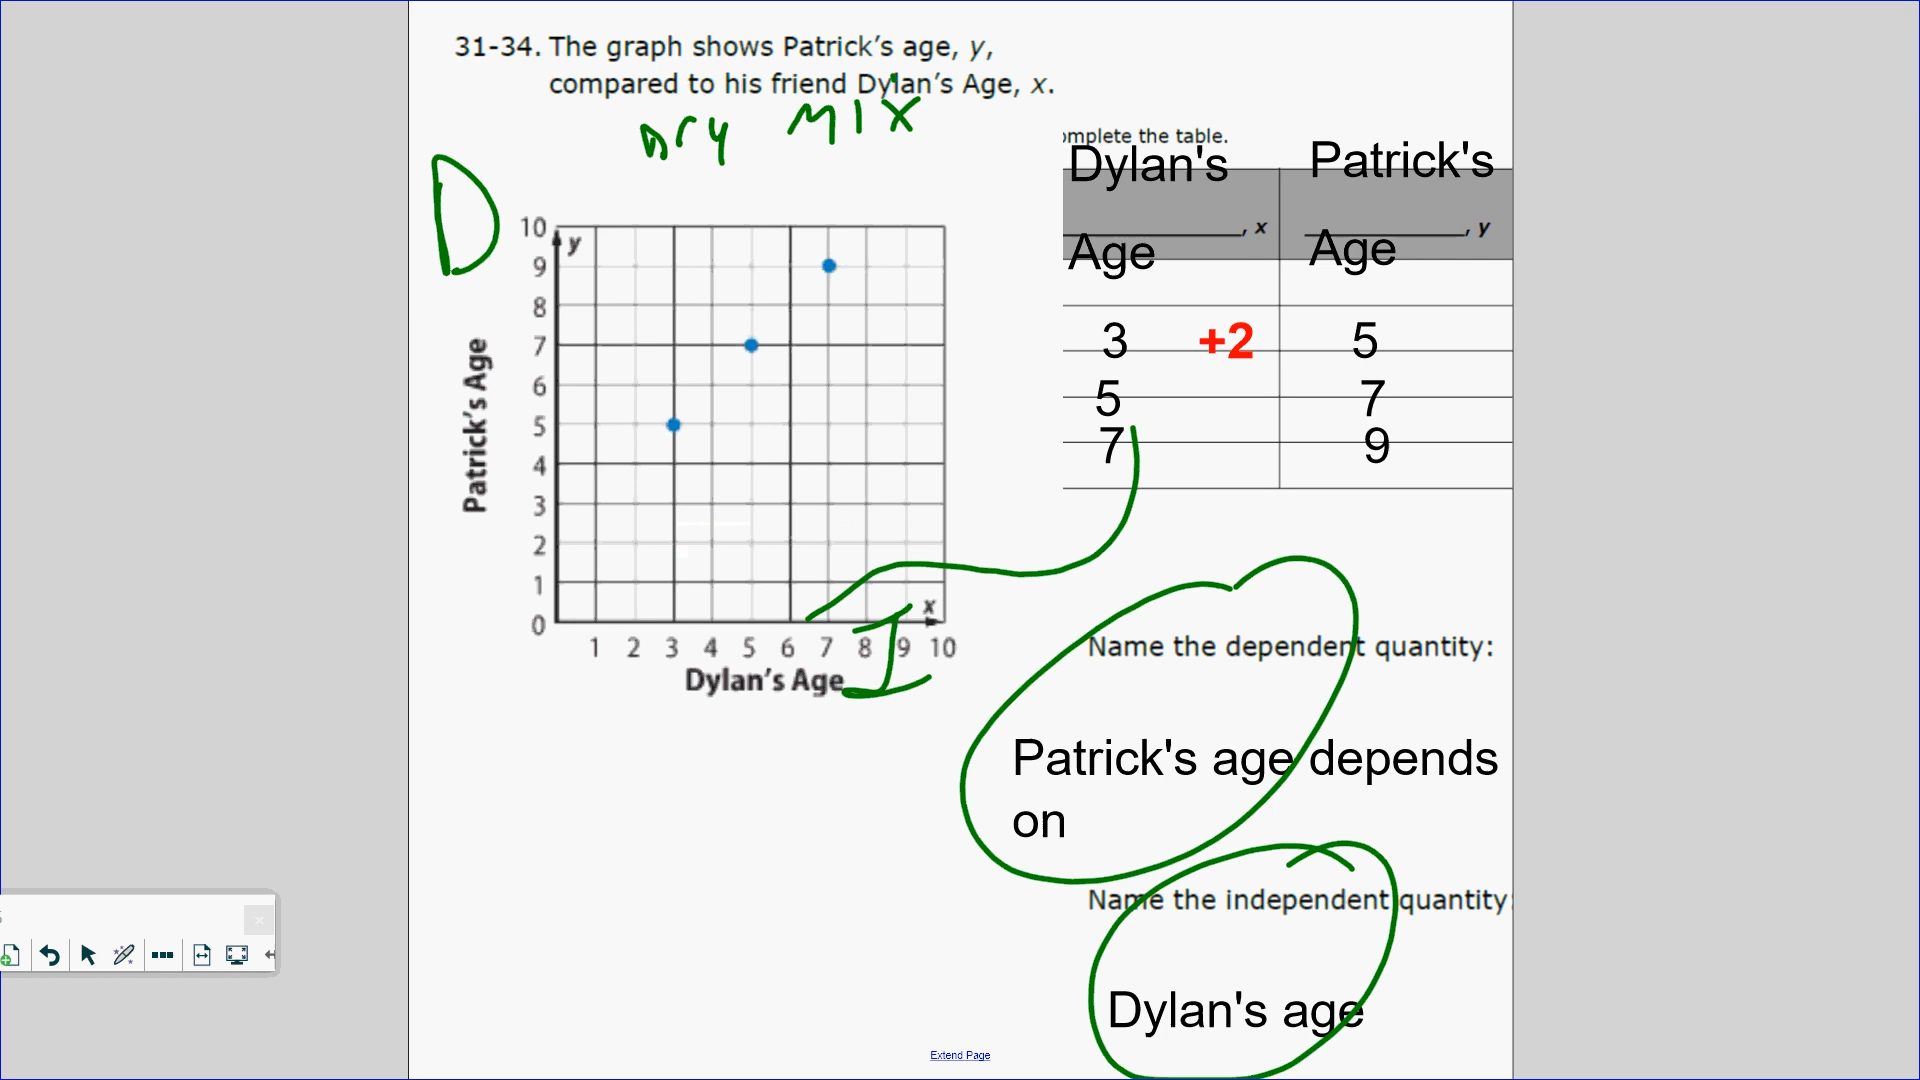 31-34. The graph shows Patrick's age, y,
compared to his friend Dylan's Age, x.
DRY MIX
D
omplete the table.
Dylan's Age , x Patrick's Age , y
3 +2 5
5 7
7 9
Patrick's Age
y
10
9
8
7
6
5
4
3
2
1
0
x
1 2 3 4 5 6 7 8 9 10
Dylan's Age
I
Name the dependent quantity:
Patrick's age depends
on
Name the independent quantity:
Dylan's age
Extend Page